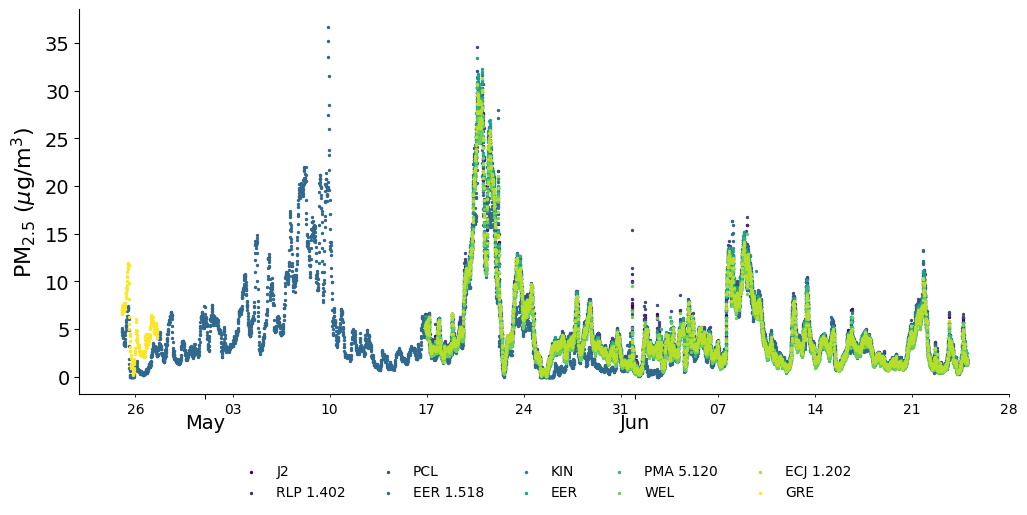 35
30
25
20
15
10
5
0
PM2.5 (μg/m3)
26 03 10 17 24 31 07 14 21 28
May Jun
J2 PCL KIN PMA 5.120 ECJ 1.202
RLP 1.402 EER 1.518 EER WEL GRE